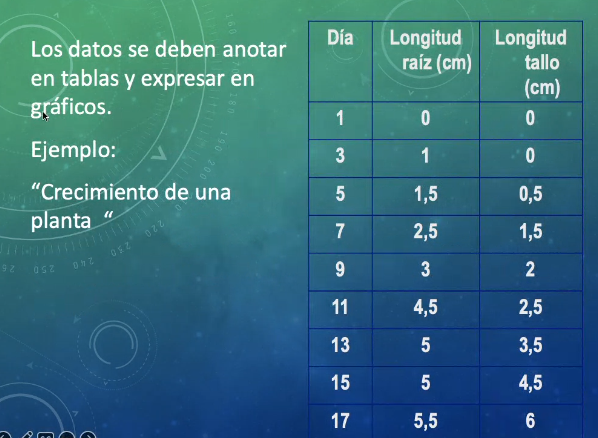 Los datos se deben anotar
en tablas y expresar en
gráficos.
Ejemplo:
“Crecimiento de una
planta “
Día Longitud raíz (cm) Longitud tallo (cm)
1 0 0
3 1 0
5 1,5 0,5
7 2,5 1,5
9 3 2
11 4,5 2,5
13 5 3,5
15 5 4,5
17 5,5 6